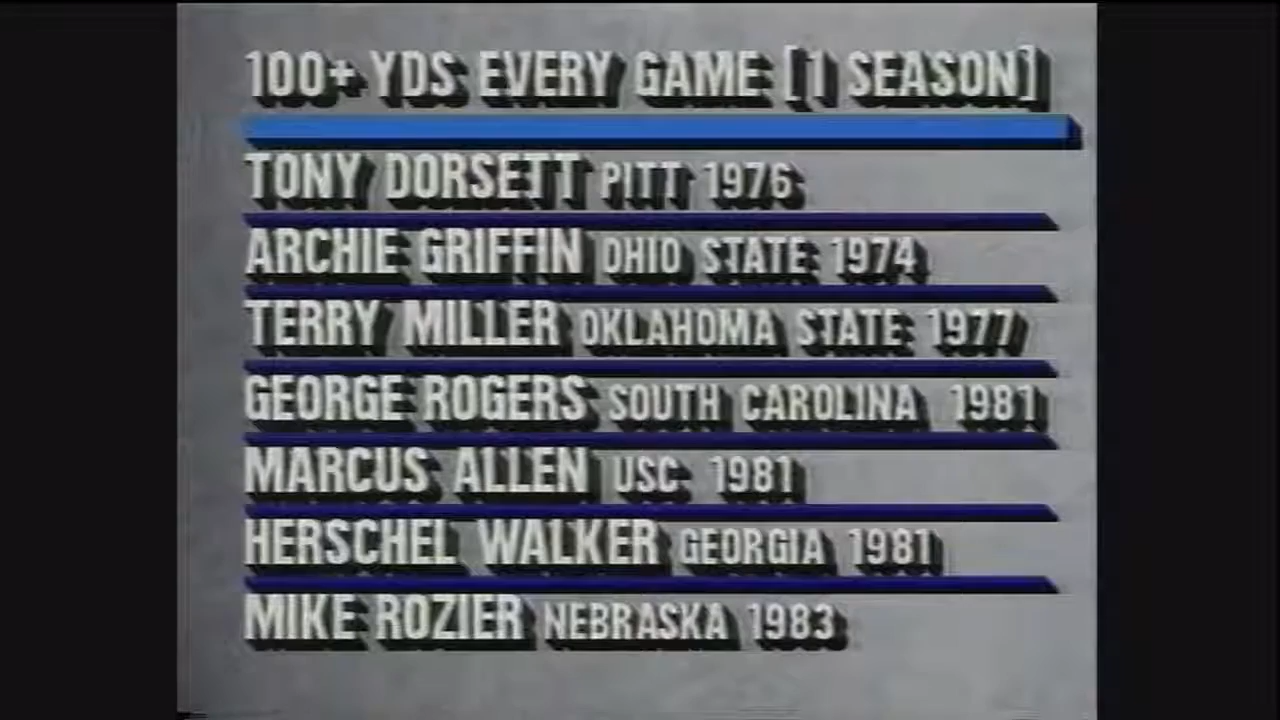 100+ YDS EVERY GAME [1 SEASON]
TONY DORSETT PITT 1976
ARCHIE GRIFFIN OHIO STATE 1974
TERRY MILLER OKLAHOMA STATE 1977
GEORGE ROGERS SOUTH CAROLINA 1981
MARCUS ALLEN USC 1981
HERSCHEL WALKER GEORGIA 1981
MIKE ROZIER NEBRASKA 1983